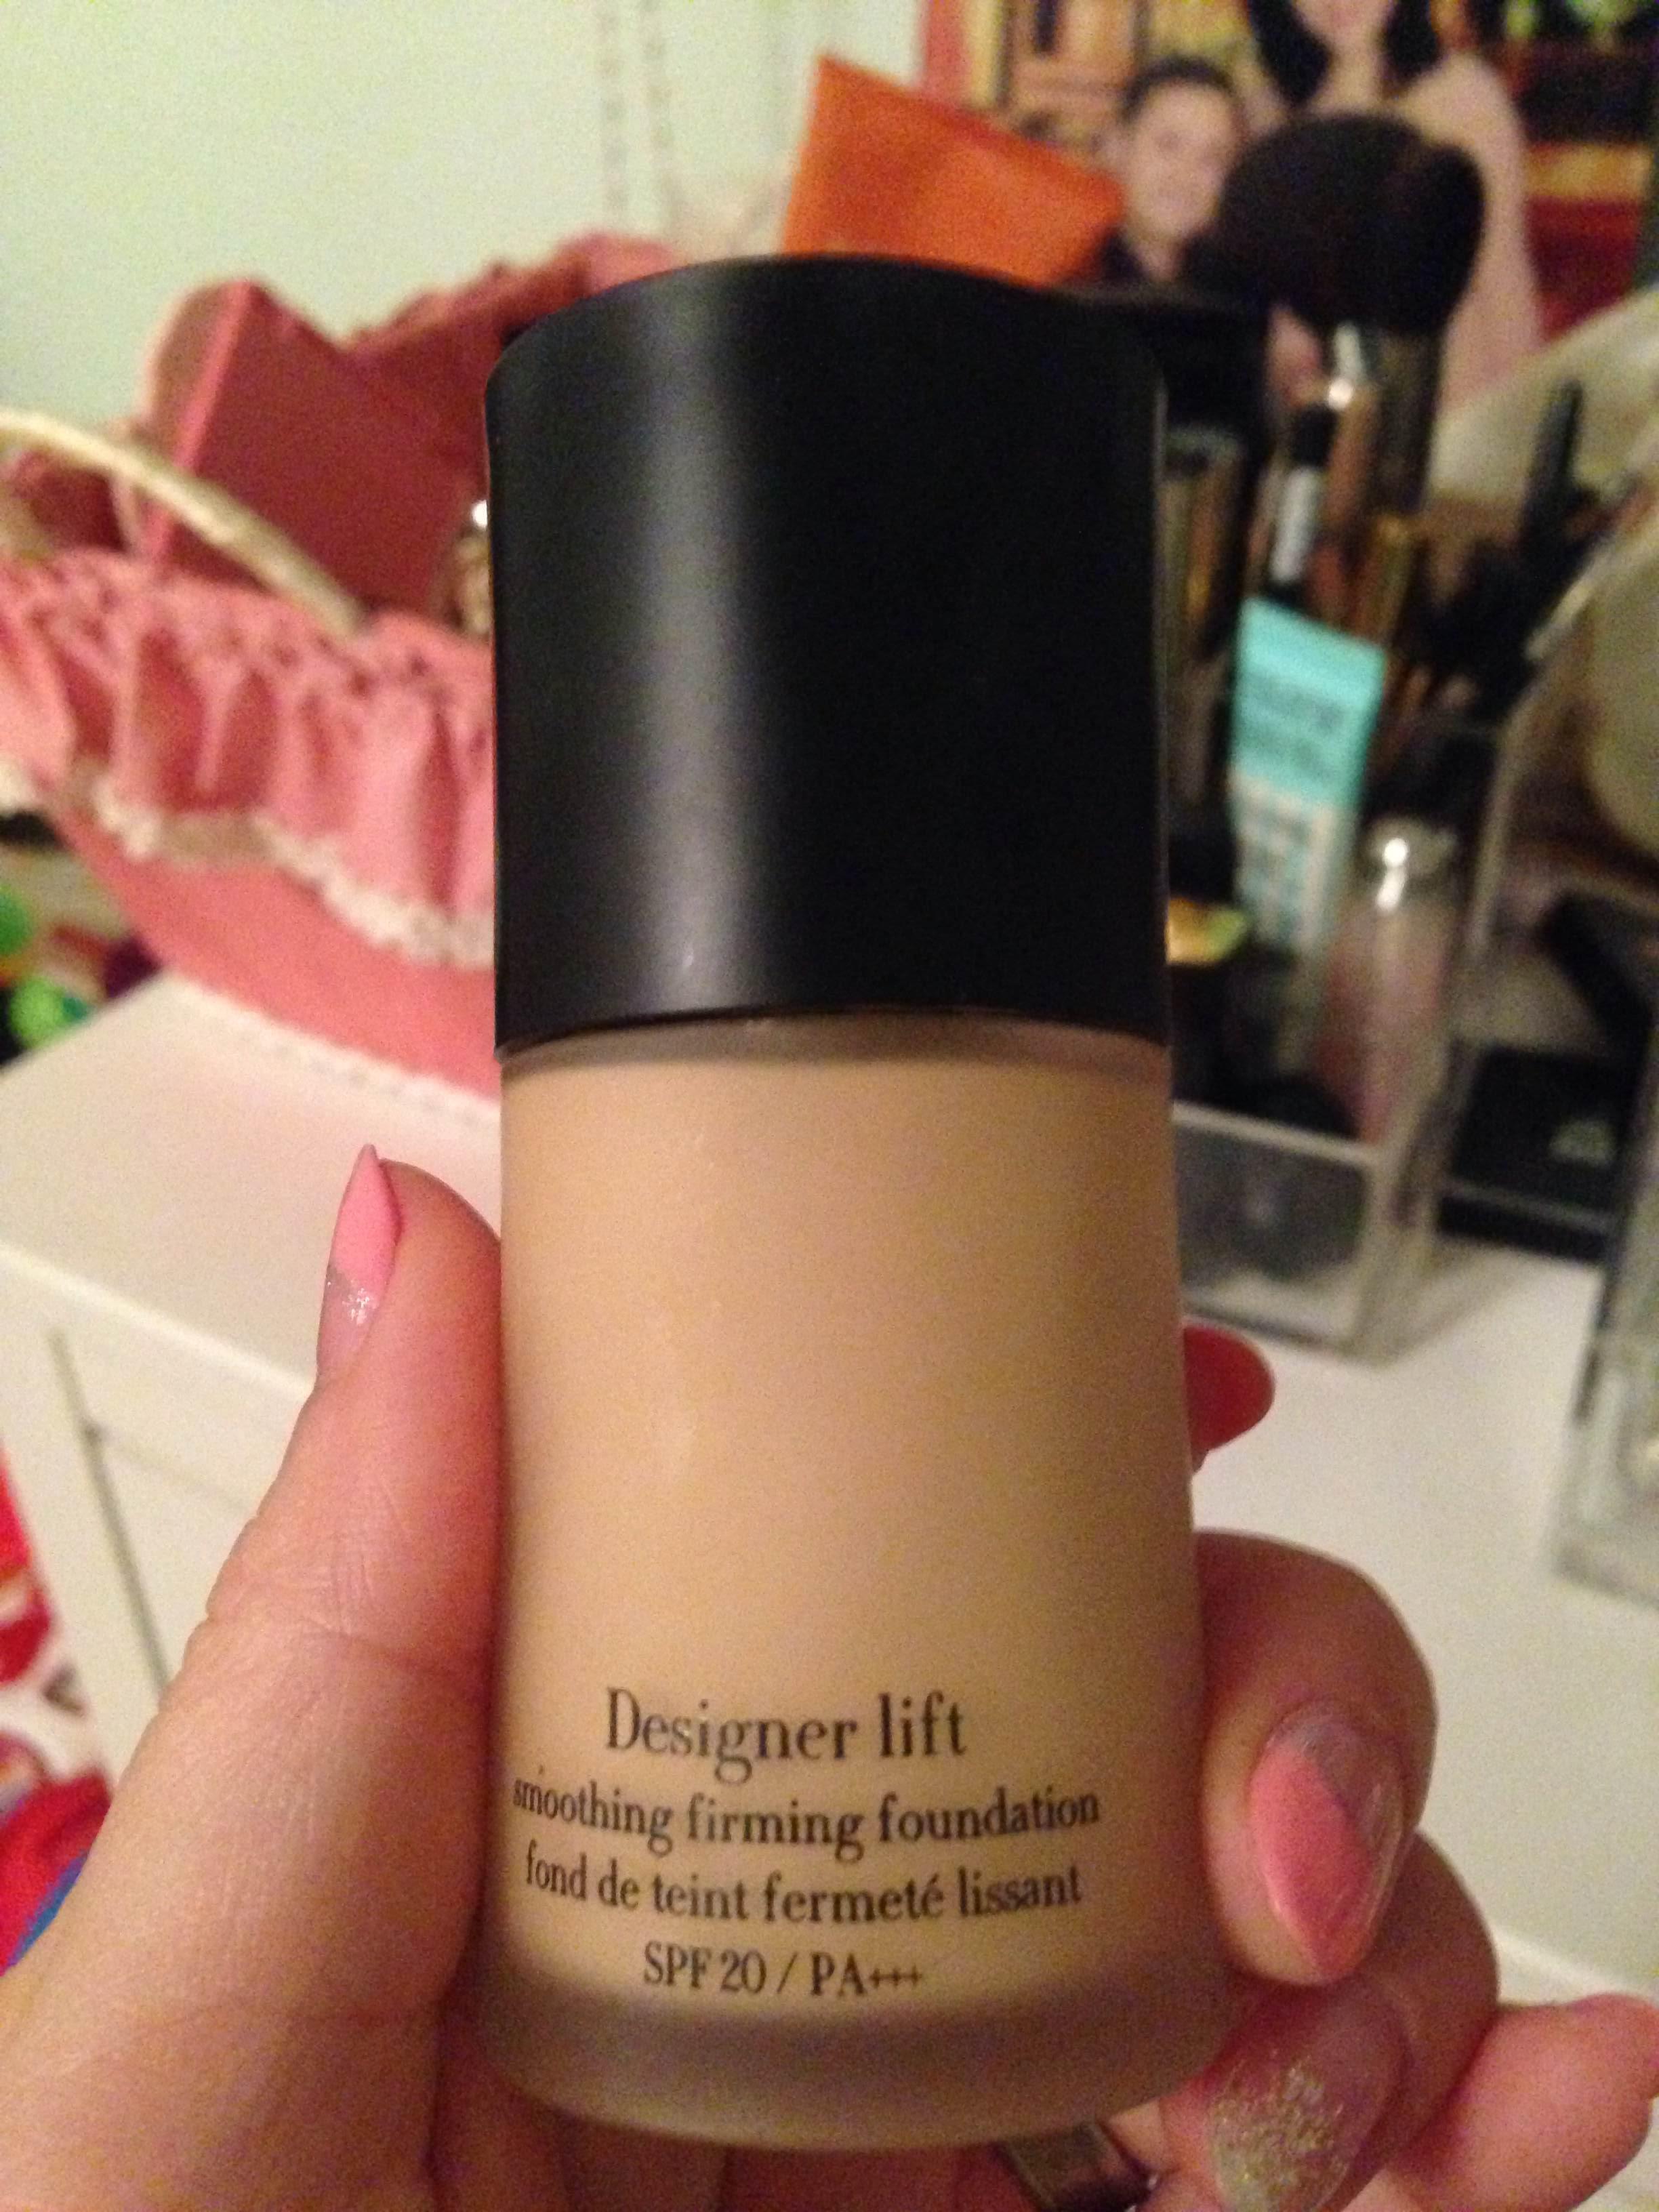 Designer lift
smoothing firming foundation
fond de teint fermeté lissant
SPF 20 / PA+++